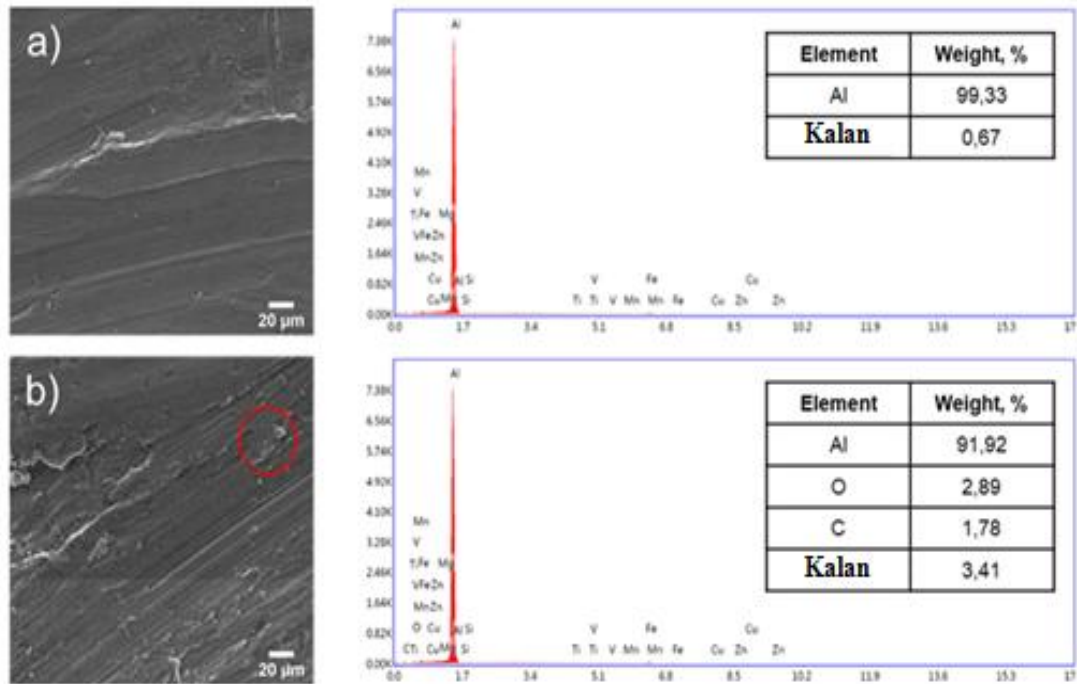 a)
20 µm
Al
7.38K
6.56K
5.74K
4.92K
4.10K
3.28K
2.46K
1.64K
0.82K
0.00K
Mn
V
Ti,Fe Mg
VFeZn
MnZn
Cu Al Si V Fe Cu
Cu M Si Ti Ti V Mn Mn Fe Cu Zn Zn
0.0 1.7 3.4 5.1 6.8 8.5 10.2 11.9 13.6 15.3 17
Element Weight, %
Al 99,33
Kalan 0,67
b)
20 µm
Al
7.38K
6.56K
5.74K
4.92K
4.10K
3.28K
2.46K
1.64K
0.82K
0.00K
Mn
V
Ti,Fe Mg
VFeZn
MnZn
O Cu Al Si V Fe Cu
CTi CuM Si Ti Ti V Mn Mn Fe Cu Zn Zn
0.0 1.7 3.4 5.1 6.8 8.5 10.2 11.9 13.6 15.3 17
Element Weight, %
Al 91,92
O 2,89
C 1,78
Kalan 3,41